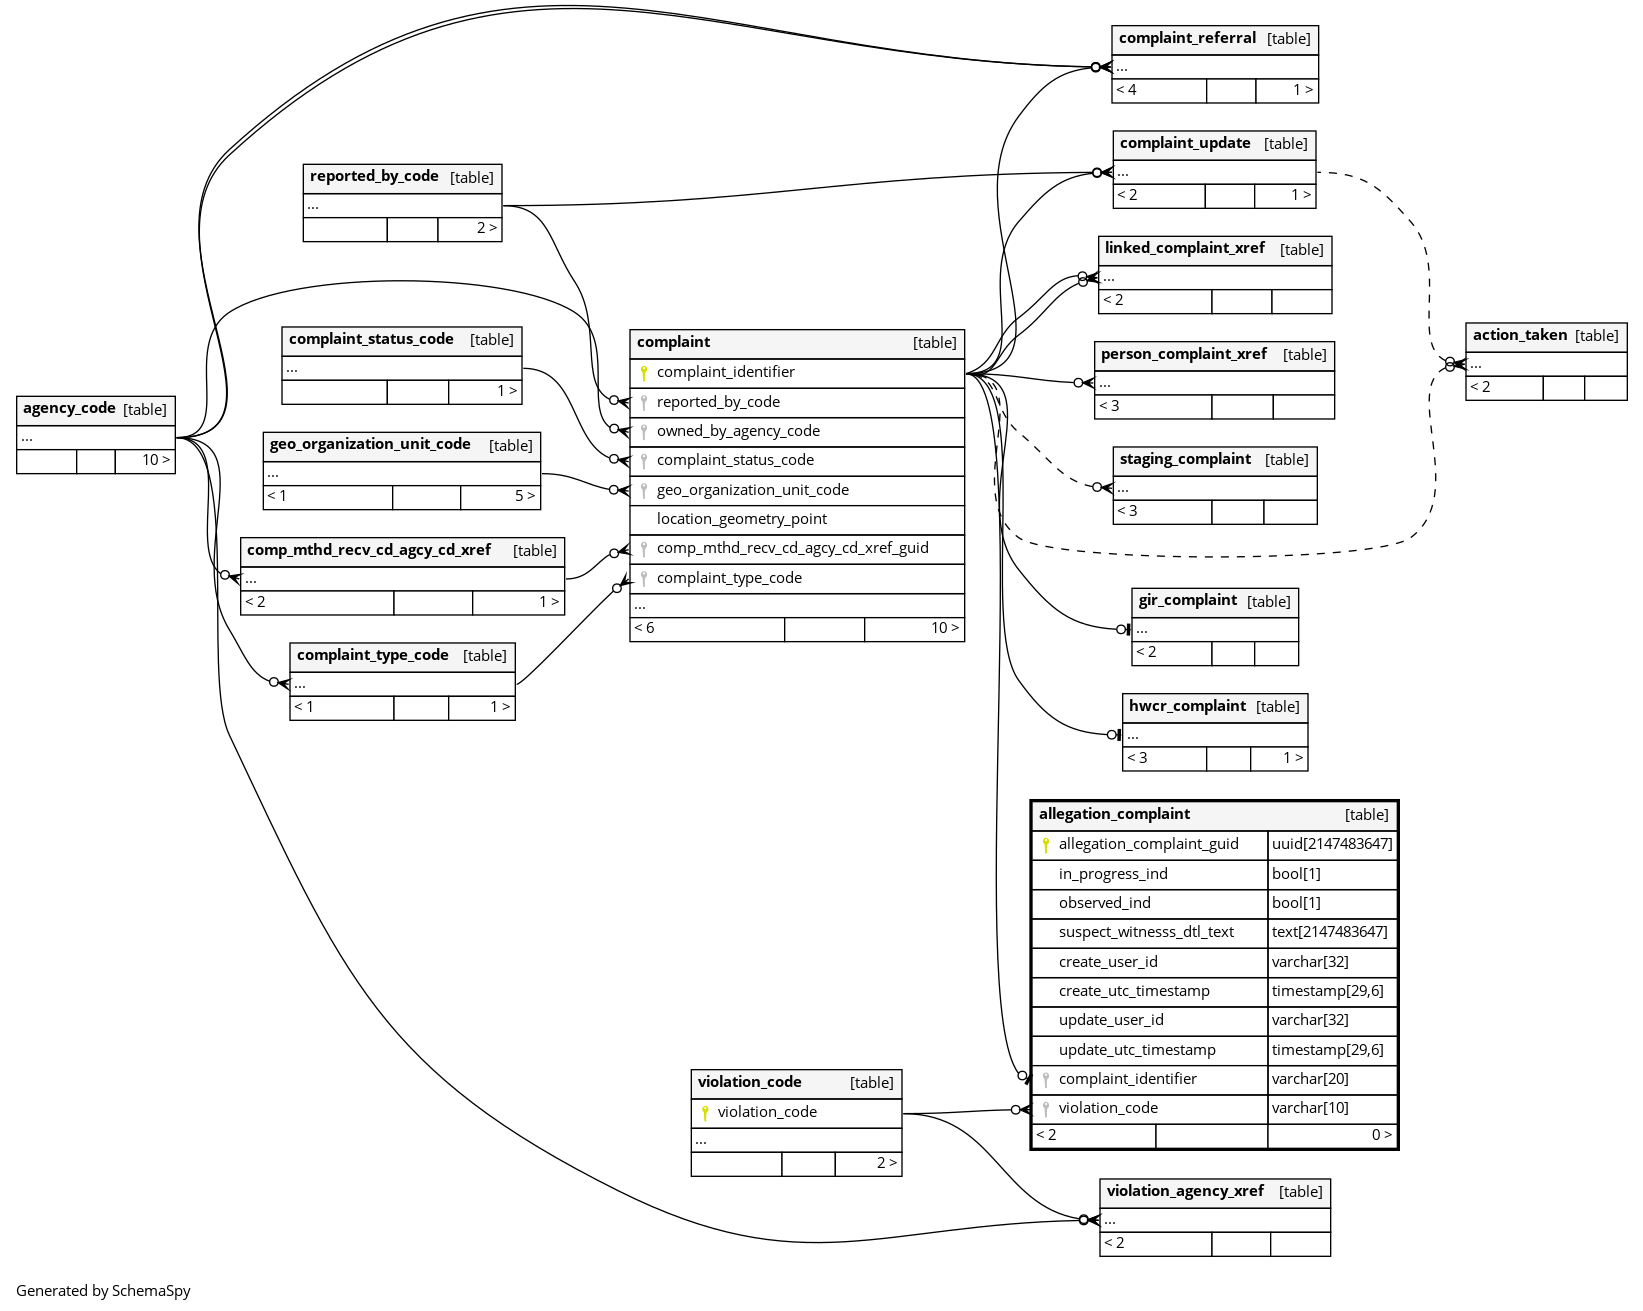 complaint_referral [table]
...
< 4 1 >
complaint_update [table]
...
< 2 1 >
reported_by_code [table]
...
2 >
linked_complaint_xref [table]
...
< 2
complaint_status_code [table]
...
1 >
complaint [table]
complaint_identifier
reported_by_code
owned_by_agency_code
complaint_status_code
geo_organization_unit_code
location_geometry_point
comp_mthd_recv_cd_agcy_cd_xref_guid
complaint_type_code
...
< 6 10 >
person_complaint_xref [table]
...
< 3
action_taken [table]
...
< 2
agency_code [table]
...
10 >
geo_organization_unit_code [table]
...
< 1 5 >
staging_complaint [table]
...
< 3
comp_mthd_recv_cd_agcy_cd_xref [table]
...
< 2 1 >
gir_complaint [table]
...
< 2
complaint_type_code [table]
...
< 1 1 >
hwcr_complaint [table]
...
< 3 1 >
allegation_complaint [table]
allegation_complaint_guid uuid[2147483647]
in_progress_ind bool[1]
observed_ind bool[1]
suspect_witnesss_dtl_text text[2147483647]
create_user_id varchar[32]
create_utc_timestamp timestamp[29,6]
update_user_id varchar[32]
update_utc_timestamp timestamp[29,6]
complaint_identifier varchar[20]
violation_code varchar[10]
< 2 0 >
violation_code [table]
violation_code
...
2 >
violation_agency_xref [table]
...
< 2
Generated by SchemaSpy